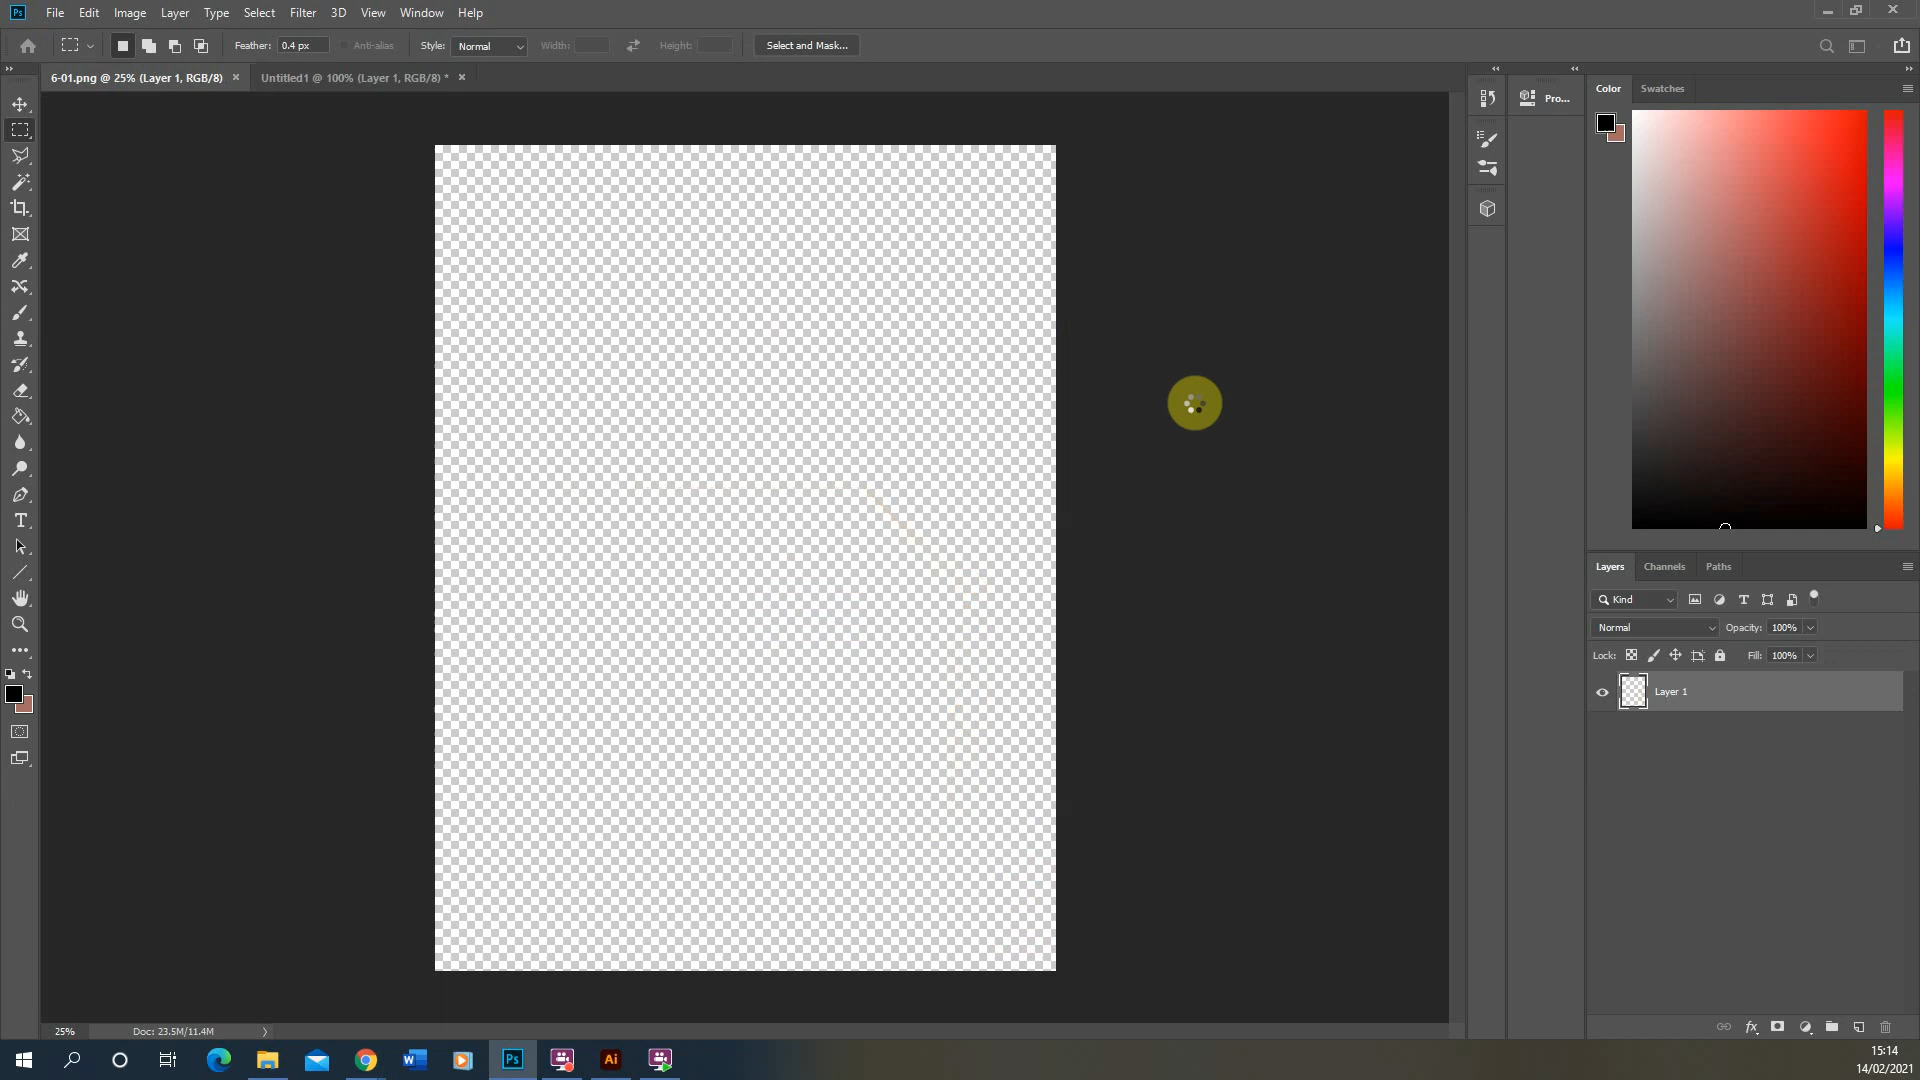 Ps File Edit Image Layer Type Select Filter 3D View Window Help
Feather: 0.4 px Anti-alias Style: Normal Width: Height: Select and Mask...
6-01.png @ 25% (Layer 1, RGB/8) × Untitled1 @ 100% (Layer 1, RGB/8) * ×
Pro...
Color Swatches
Layers Channels Paths
Kind
Normal Opacity: 100%
Lock: Fill: 100%
Layer 1
25% Doc: 23.5M/11.4M
W Ps Ai
15:14
14/02/2021